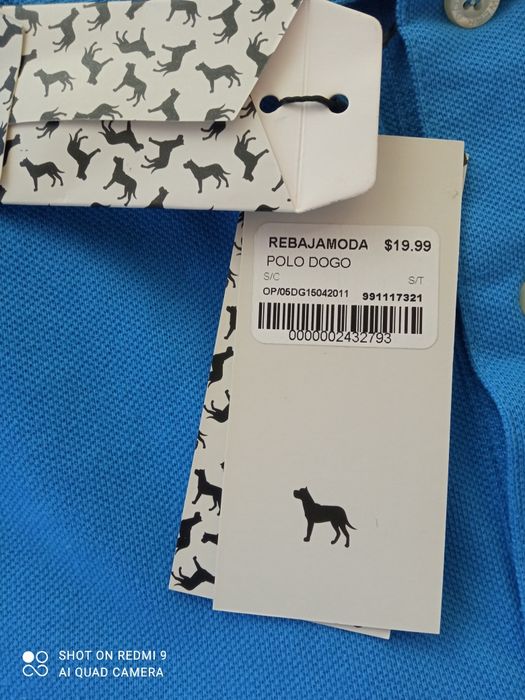 REBAJAMODA $19.99
POLO DOGO
S/C S/T
OP/05DG15042011 991117321
0000002432793
SHOT ON REDMI 9
AI QUAD CAMERA